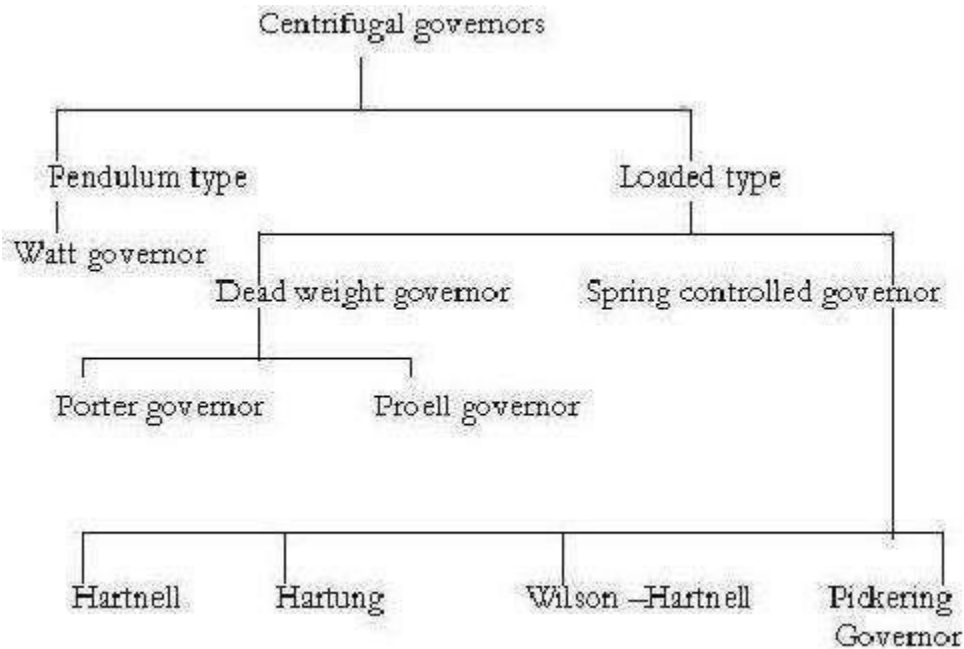 Centrifugal governors
Pendulum type
Loaded type
Watt governor
Dead weight governor
Spring controlled governor
Porter governor
Proell governor
Hartnell
Hartung
Wilson –Hartnell
Pickering
Governor